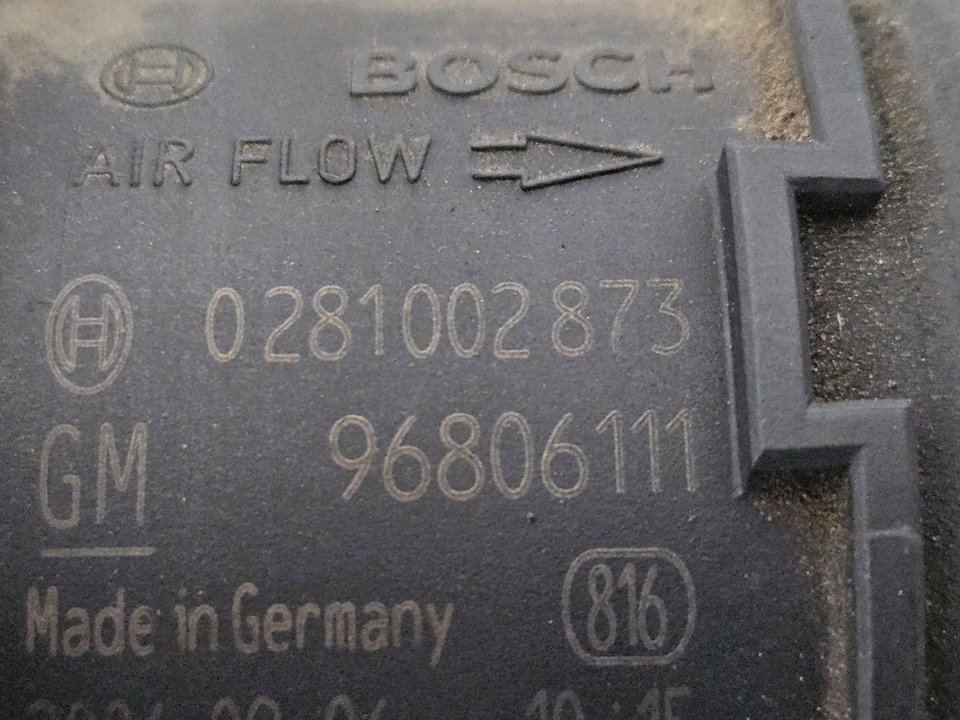 BOSCH
AIR FLOW
0281002873
GM 96806111
Made in Germany 816